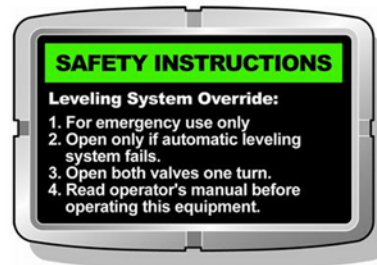 SAFETY INSTRUCTIONS
Leveling System Override:
1. For emergency use only
2. Open only if automatic leveling
system fails.
3. Open both valves one turn.
4. Read operator's manual before
operating this equipment.